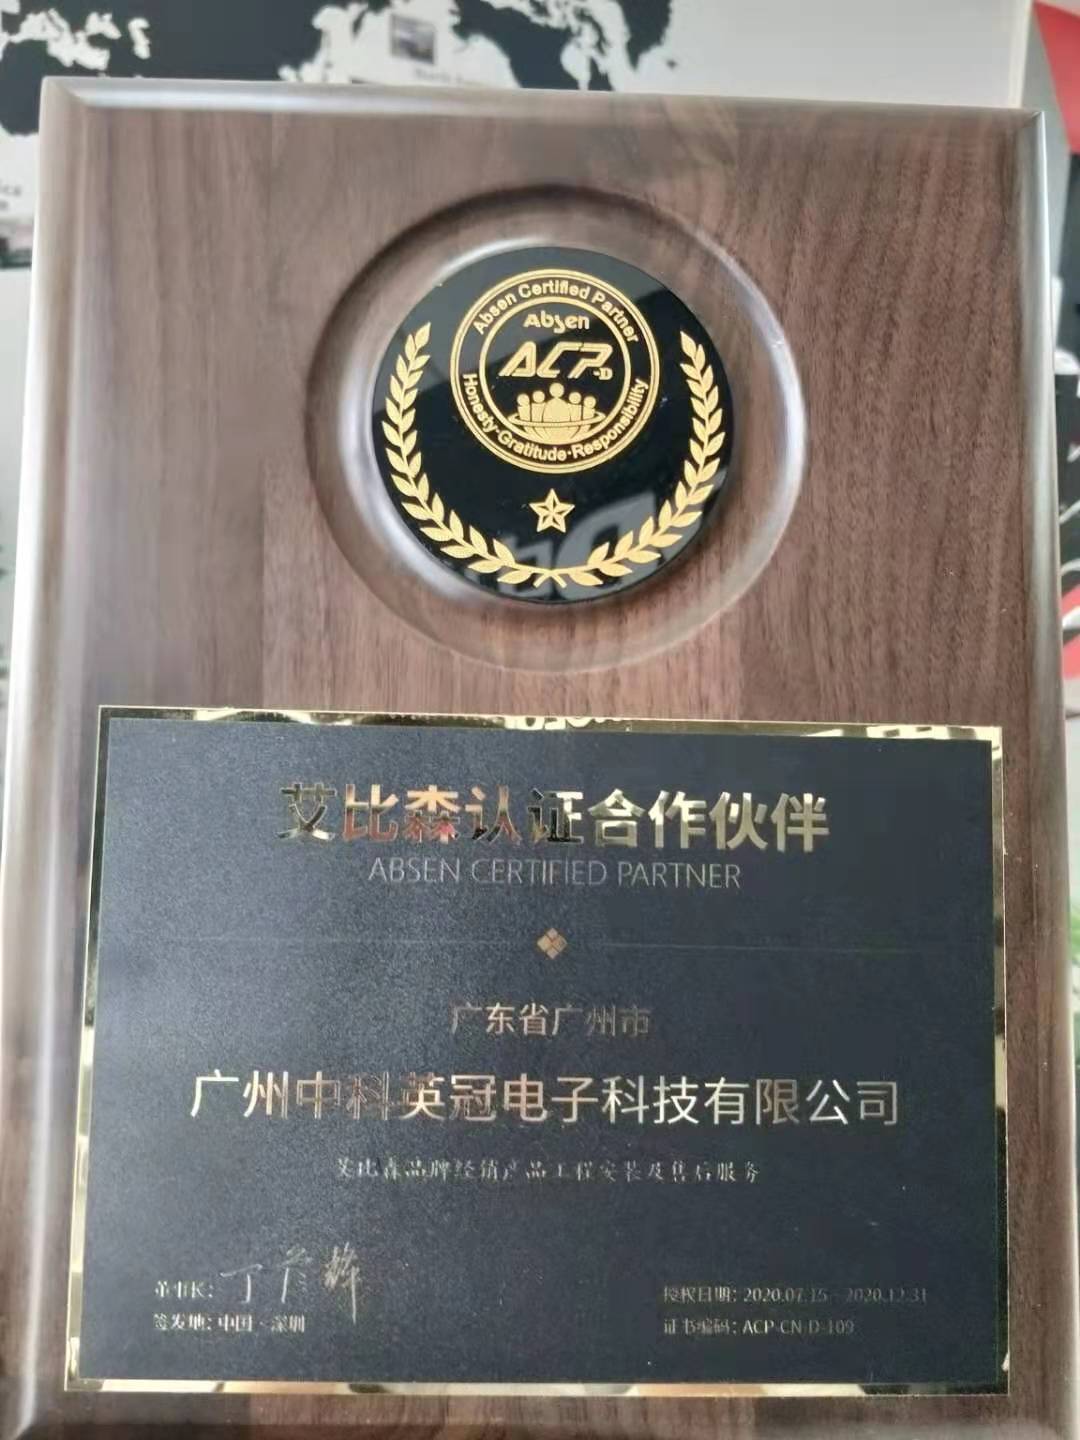 Absen Certified Partner
Absen
ACP-D
Honesty·Gratitude·Responsibility
艾比森认证合作伙伴
ABSEN CERTIFIED PARTNER
广东省广州市
广州中科英冠电子科技有限公司
艾比森品牌经销产品工程安装及售后服务
董事长: 丁彦辉
授权日期: 2020.07.15 - 2020.12.31
签发地: 中国 · 深圳
证书编码: ACP-CN-D-109